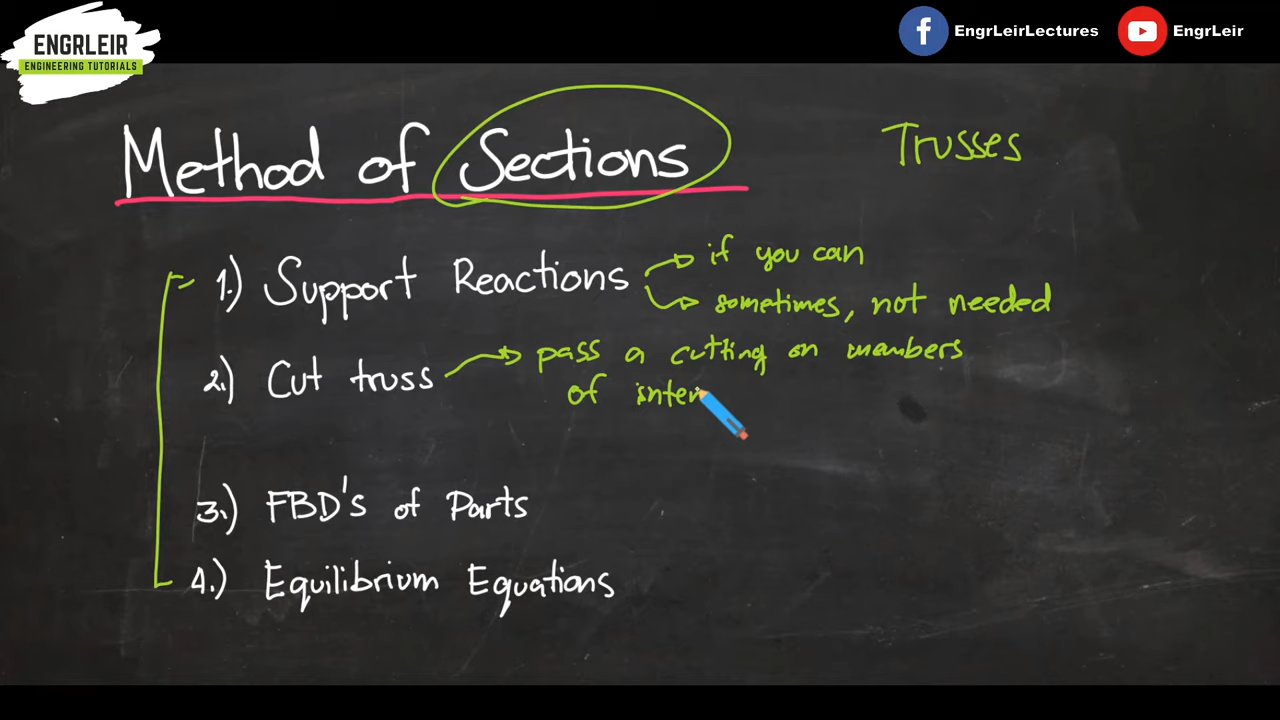 ENGRLEIR
ENGINEERING TUTORIALS
EngrLeirLectures
EngrLeir
Method of Sections
Trusses
1.) Support Reactions
if you can
sometimes, not needed
2.) Cut truss
pass a cutting on members
of inter
3.) FBD's of Parts
4.) Equilibrium Equations